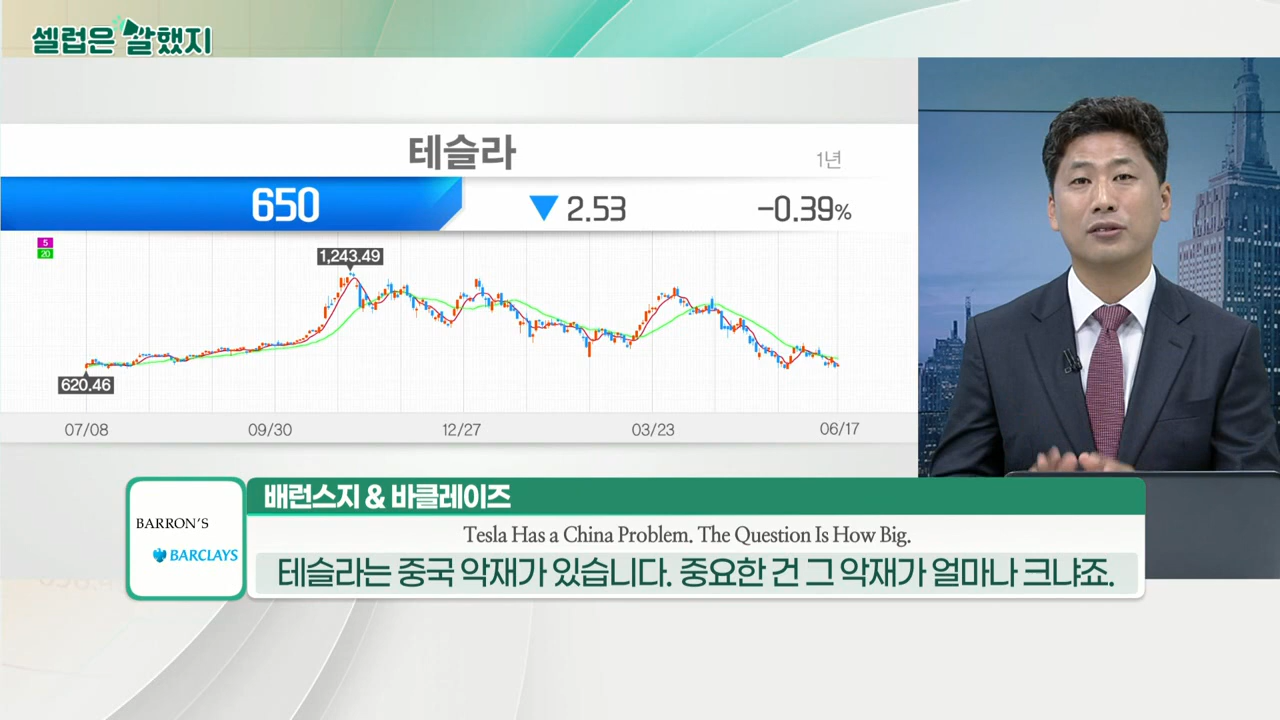 셀럽은 말했지
테슬라
1년
650
▼ 2.53
-0.39%
5
20
1,243.49
620.46
07/08
09/30
12/27
03/23
06/17
BARRON'S
BARCLAYS
배런스지 & 바클레이즈
Tesla Has a China Problem. The Question Is How Big.
테슬라는 중국 악재가 있습니다. 중요한 건 그 악재가 얼마나 크냐죠.